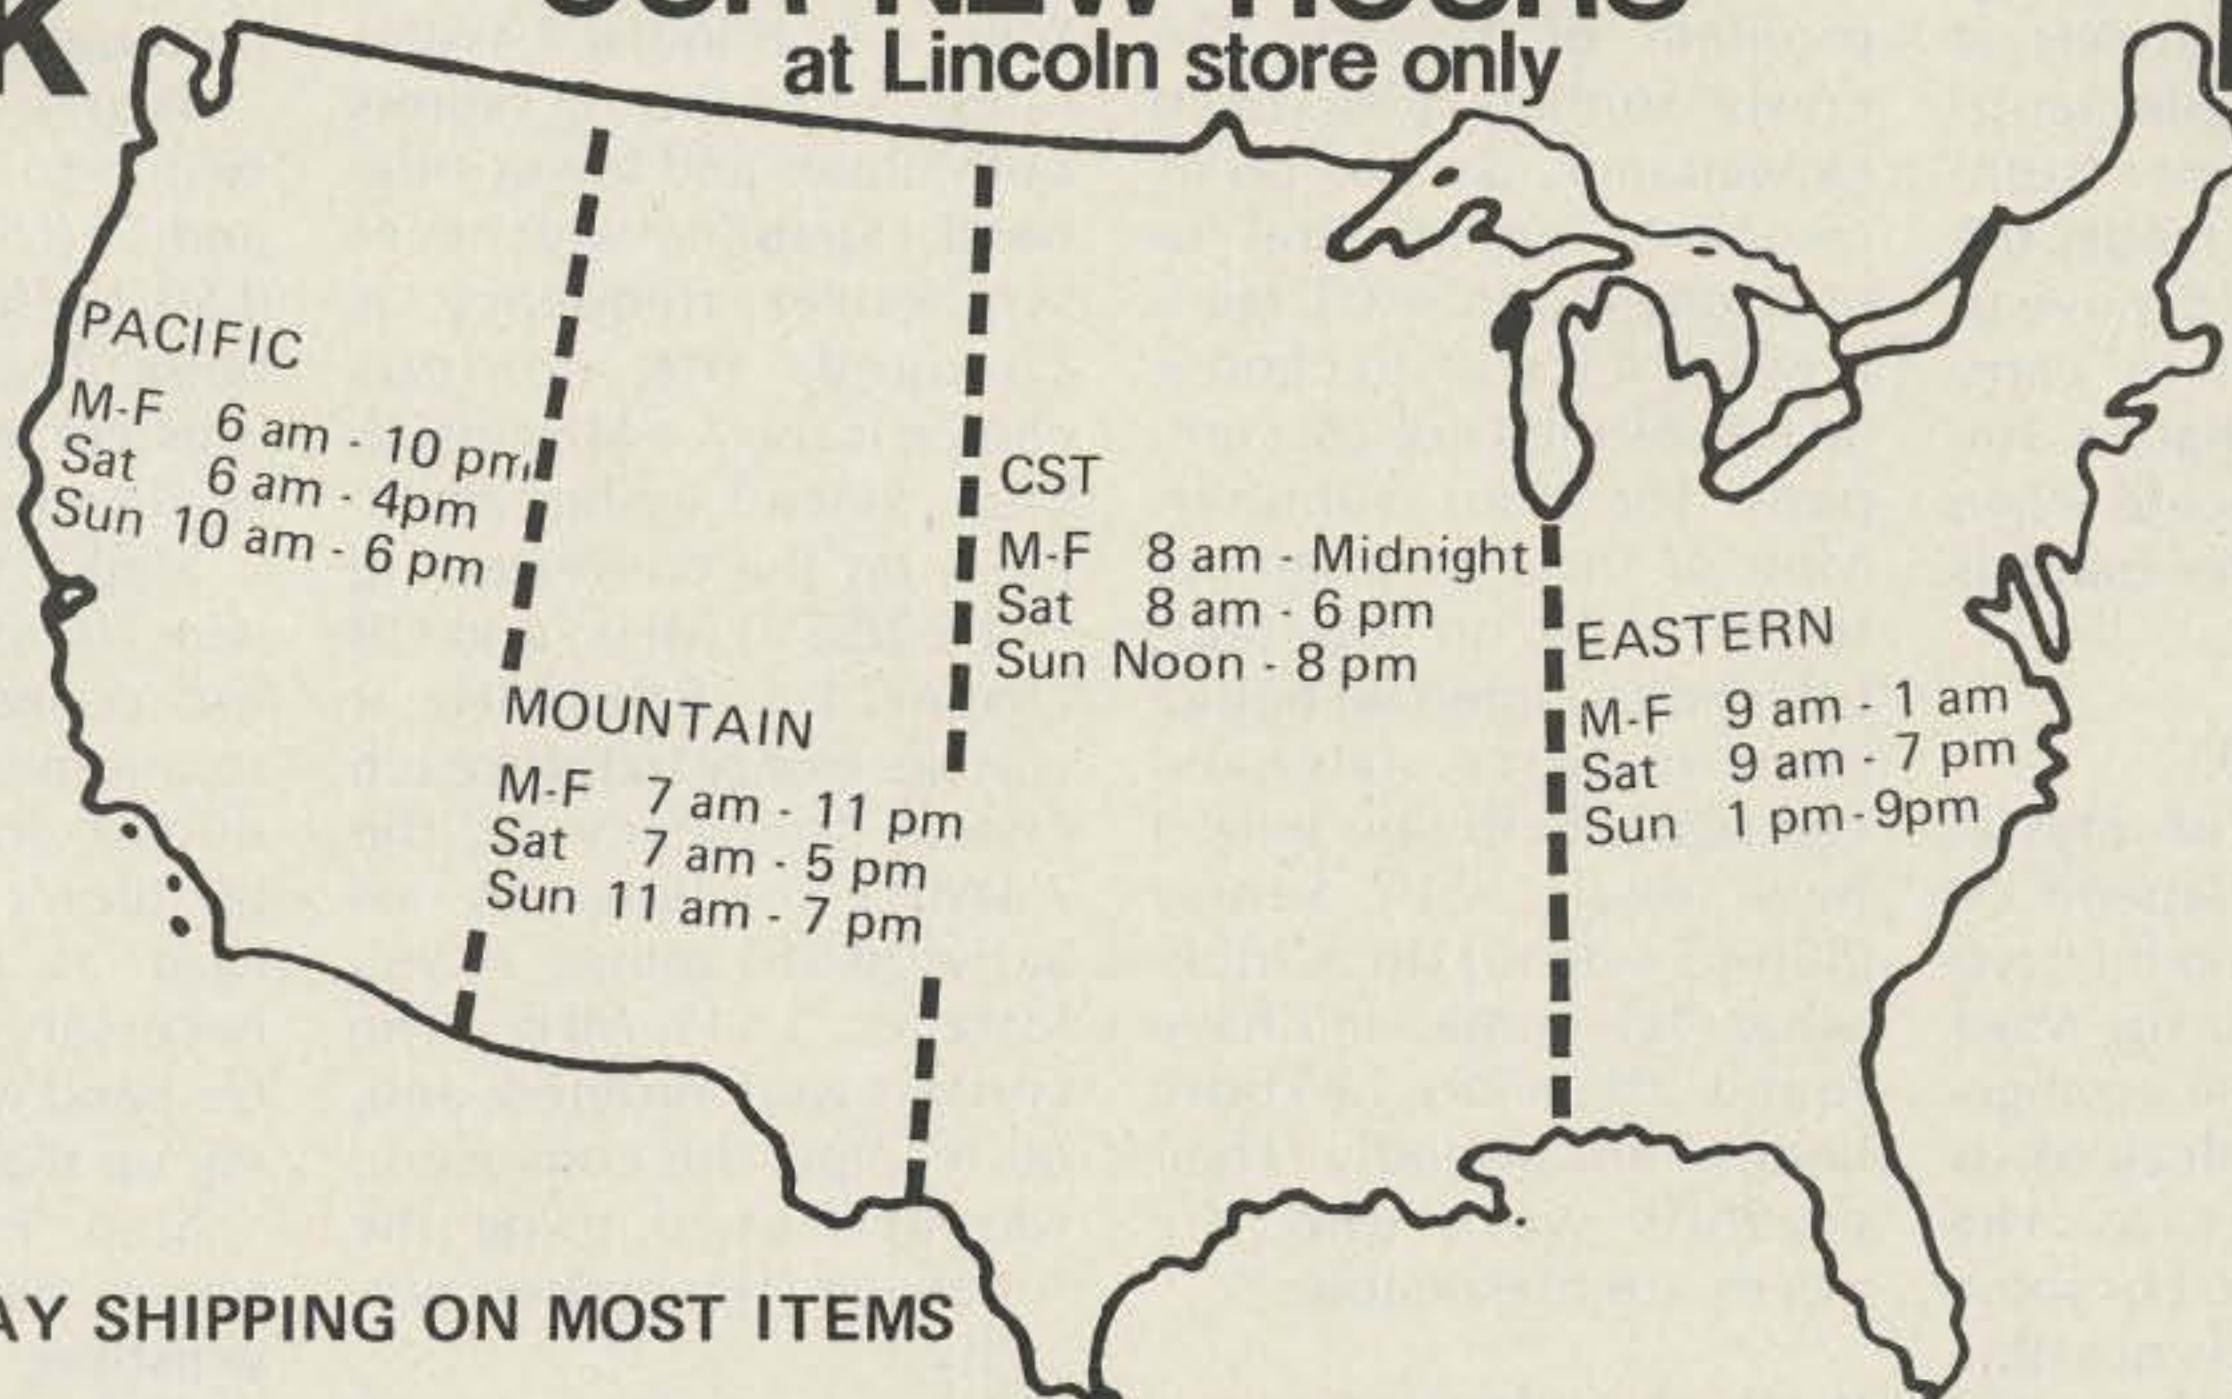 OUR NEW HOURS
at Lincoln store only
PACIFIC
M-F 6 am - 10 pm
Sat 6 am - 4pm
Sun 10 am - 6 pm
MOUNTAIN
M-F 7 am - 11 pm
Sat 7 am - 5 pm
Sun 11 am - 7 pm
CST
M-F 8 am - Midnight
Sat 8 am - 6 pm
Sun Noon - 8 pm
EASTERN
M-F 9 am - 1 am
Sat 9 am - 7 pm
Sun 1 pm-9pm
SHIPPING ON MOST ITEMS